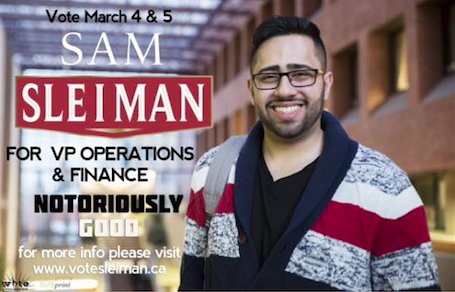 Vote March 4 & 5
SAM
SLEIMAN
FOR VP OPERATIONS
& FINANCE
NOTORIOUSLY
GOOD
for more info please visit
www.votesleiman.ca
SUBprint